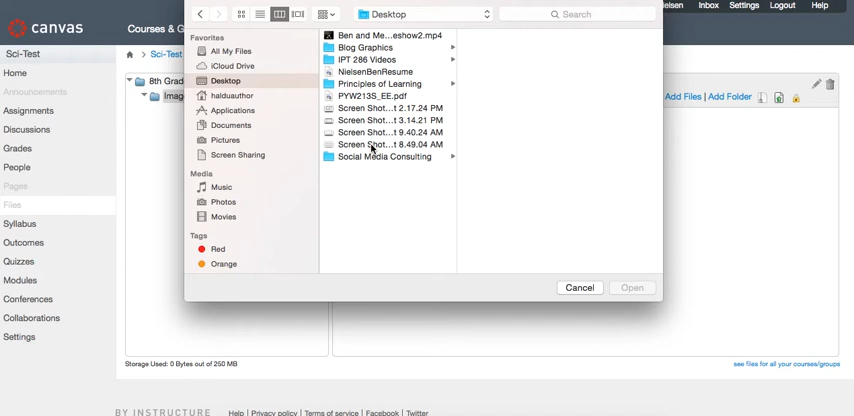 canvas
Courses & G
elsen Inbox Settings Logout Help
Desktop
Search
Sci-Test
Home
Announcements
Assignments
Discussions
Grades
People
Pages
Files
Syllabus
Outcomes
Quizzes
Modules
Conferences
Collaborations
Settings
Sci-Test
8th Grad
Imag
Favorites
All My Files
iCloud Drive
Desktop
halduauthor
Applications
Documents
Pictures
Screen Sharing
Media
Music
Photos
Movies
Tags
Red
Orange
Ben and Me...eshow2.mp4
Blog Graphics
IPT 286 Videos
NielsenBenResume
Principles of Learning
PYW213S_EE.pdf
Screen Shot...t 2.17.24 PM
Screen Shot...t 3.14.21 PM
Screen Shot...t 9.40.24 AM
Screen Shot...t 8.49.04 AM
Social Media Consulting
Cancel Open
Add Files | Add Folder
Storage Used: 0 Bytes out of 250 MB
see files for all your courses/groups
BY INSTRUCTURE Help | Privacy policy | Terms of service | Facebook | Twitter